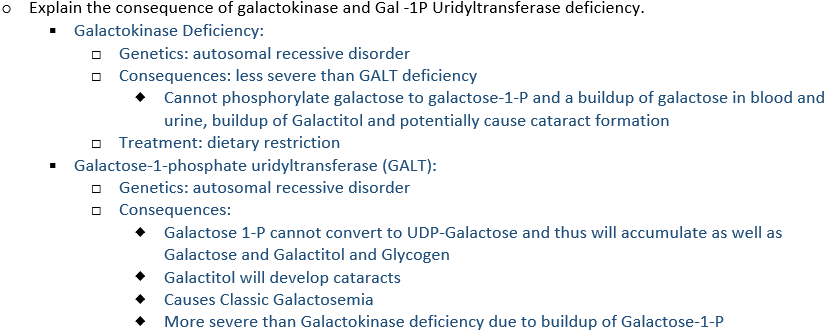 o Explain the consequence of galactokinase and Gal -1P Uridyltransferase deficiency.
▪ Galactokinase Deficiency:
□ Genetics: autosomal recessive disorder
□ Consequences: less severe than GALT deficiency
◆ Cannot phosphorylate galactose to galactose-1-P and a buildup of galactose in blood and
urine, buildup of Galactitol and potentially cause cataract formation
□ Treatment: dietary restriction
▪ Galactose-1-phosphate uridyltransferase (GALT):
□ Genetics: autosomal recessive disorder
□ Consequences:
◆ Galactose 1-P cannot convert to UDP-Galactose and thus will accumulate as well as
Galactose and Galactitol and Glycogen
◆ Galactitol will develop cataracts
◆ Causes Classic Galactosemia
◆ More severe than Galactokinase deficiency due to buildup of Galactose-1-P